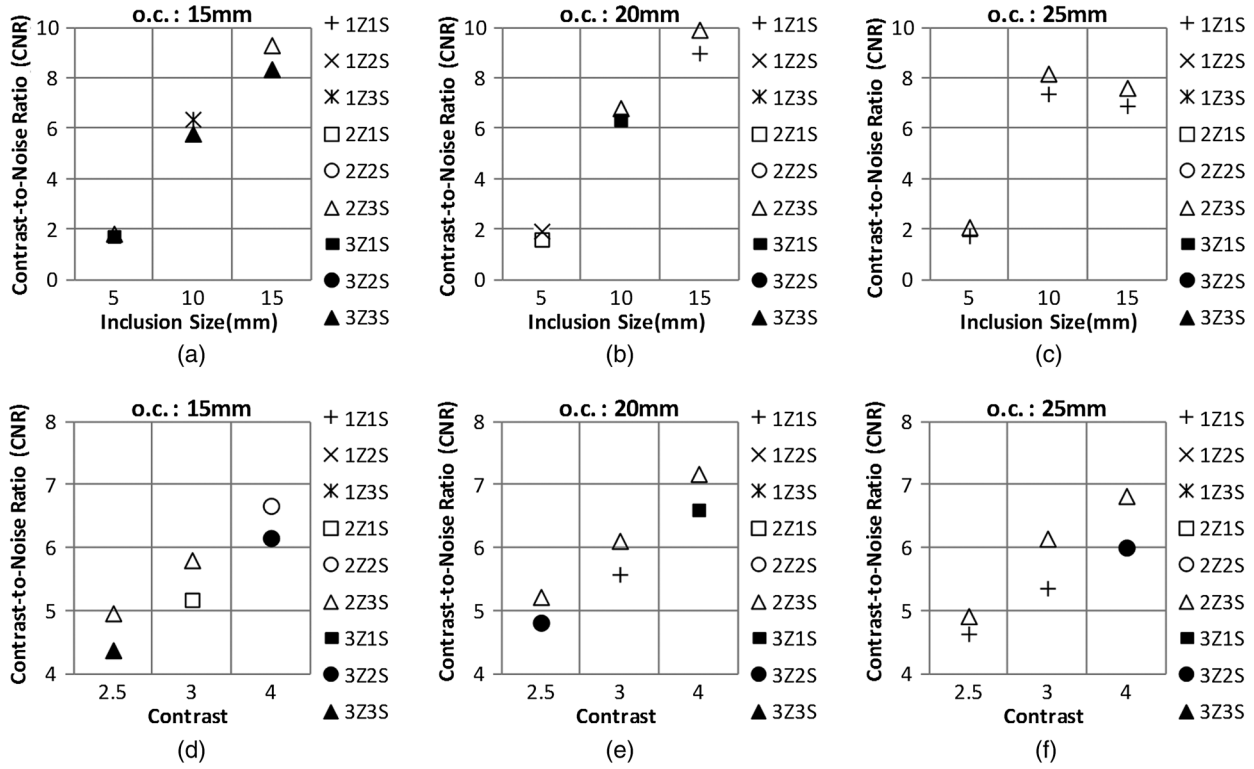 o.c. : 15mm
Contrast-to-Noise Ratio (CNR)
10
8
6
4
2
0
5 10 15
Inclusion Size(mm)
1Z1S
1Z2S
1Z3S
2Z1S
2Z2S
2Z3S
3Z1S
3Z2S
3Z3S
(a)
o.c. : 20mm
Contrast-to-Noise Ratio (CNR)
10
8
6
4
2
0
5 10 15
Inclusion Size(mm)
1Z1S
1Z2S
1Z3S
2Z1S
2Z2S
2Z3S
3Z1S
3Z2S
3Z3S
(b)
o.c. : 25mm
Contrast-to-Noise Ratio (CNR)
10
8
6
4
2
0
5 10 15
Inclusion Size(mm)
1Z1S
1Z2S
1Z3S
2Z1S
2Z2S
2Z3S
3Z1S
3Z2S
3Z3S
(c)
o.c. : 15mm
Contrast-to-Noise Ratio (CNR)
8
7
6
5
4
2.5 3 4
Contrast
1Z1S
1Z2S
1Z3S
2Z1S
2Z2S
2Z3S
3Z1S
3Z2S
3Z3S
(d)
o.c. : 20mm
Contrast-to-Noise Ratio (CNR)
8
7
6
5
4
2.5 3 4
Contrast
1Z1S
1Z2S
1Z3S
2Z1S
2Z2S
2Z3S
3Z1S
3Z2S
3Z3S
(e)
o.c. : 25mm
Contrast-to-Noise Ratio (CNR)
8
7
6
5
4
2.5 3 4
Contrast
1Z1S
1Z2S
1Z3S
2Z1S
2Z2S
2Z3S
3Z1S
3Z2S
3Z3S
(f)